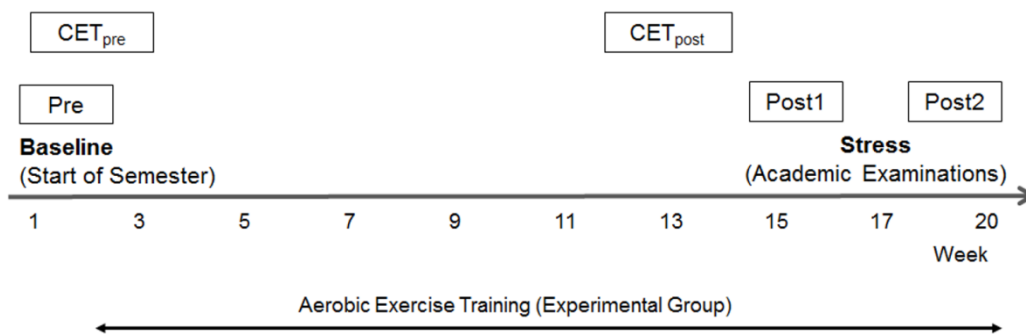 CETpre CETpost
Pre Post1 Post2
Baseline Stress
(Start of Semester) (Academic Examinations)
1 3 5 7 9 11 13 15 17 20
Week
Aerobic Exercise Training (Experimental Group)